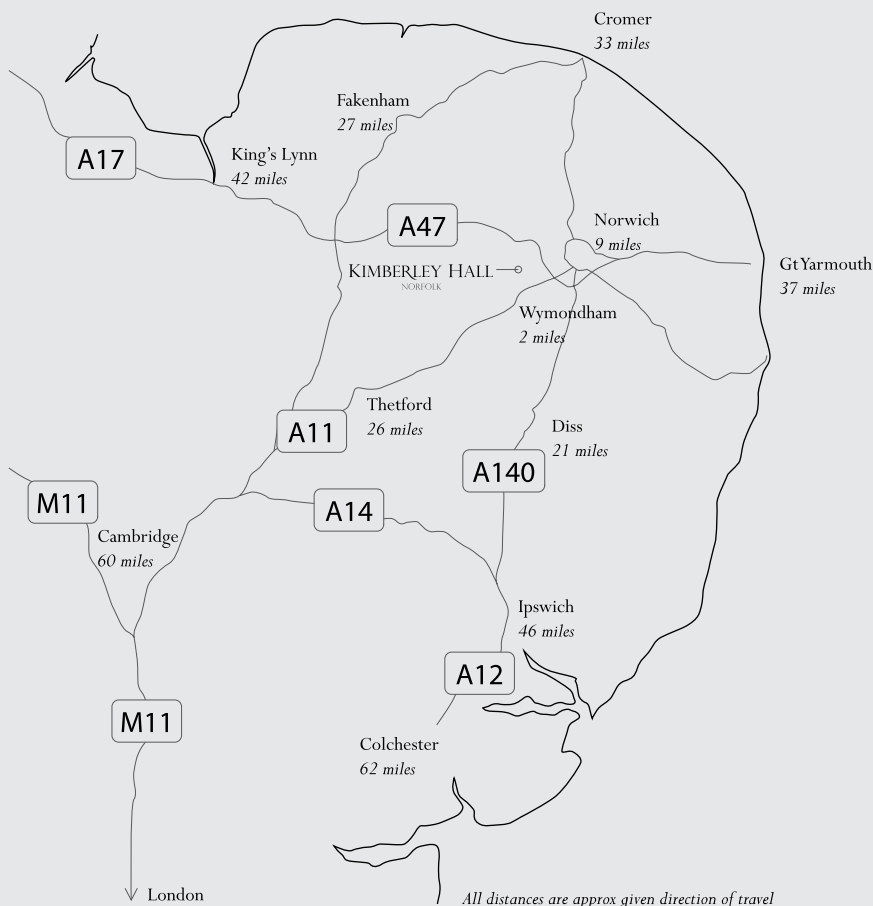 Cromer
33 miles
Fakenham
27 miles
A17
King's Lynn
42 miles
A47
Norwich
9 miles
KIMBERLEY HALL
NORFOLK
Gt Yarmouth
37 miles
Wymondham
2 miles
Thetford
26 miles
A11
Diss
21 miles
A140
M11
A14
Cambridge
60 miles
Ipswich
46 miles
A12
M11
Colchester
62 miles
London
All distances are approx given direction of travel